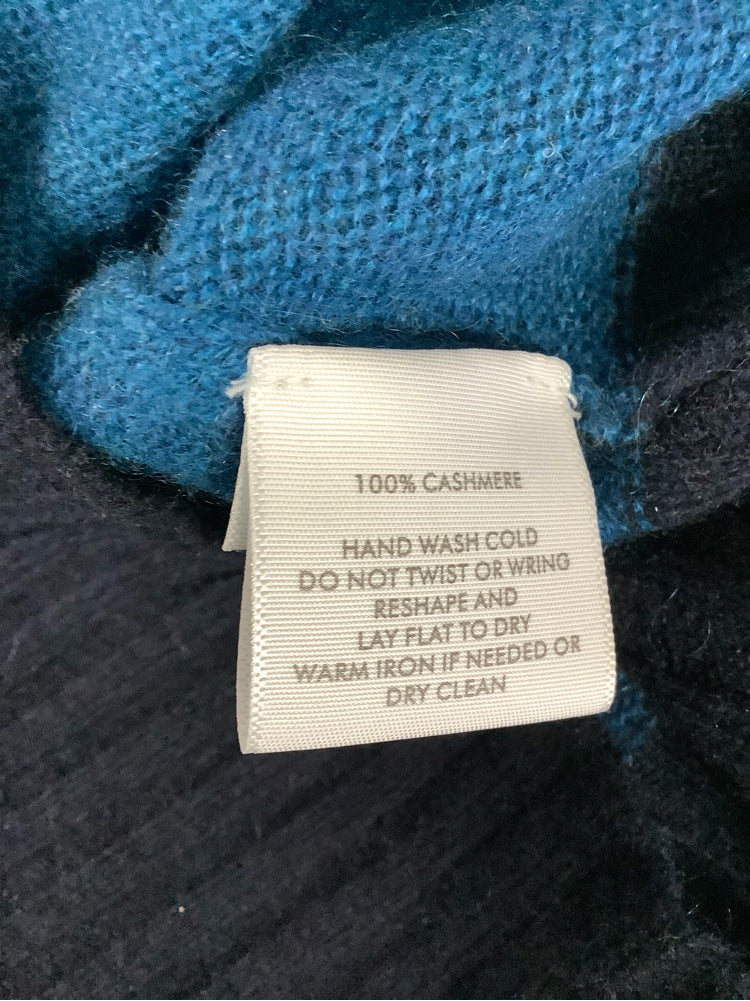 100% CASHMERE
HAND WASH COLD
DO NOT TWIST OR WRING
RESHAPE AND
LAY FLAT TO DRY
WARM IRON IF NEEDED OR
DRY CLEAN